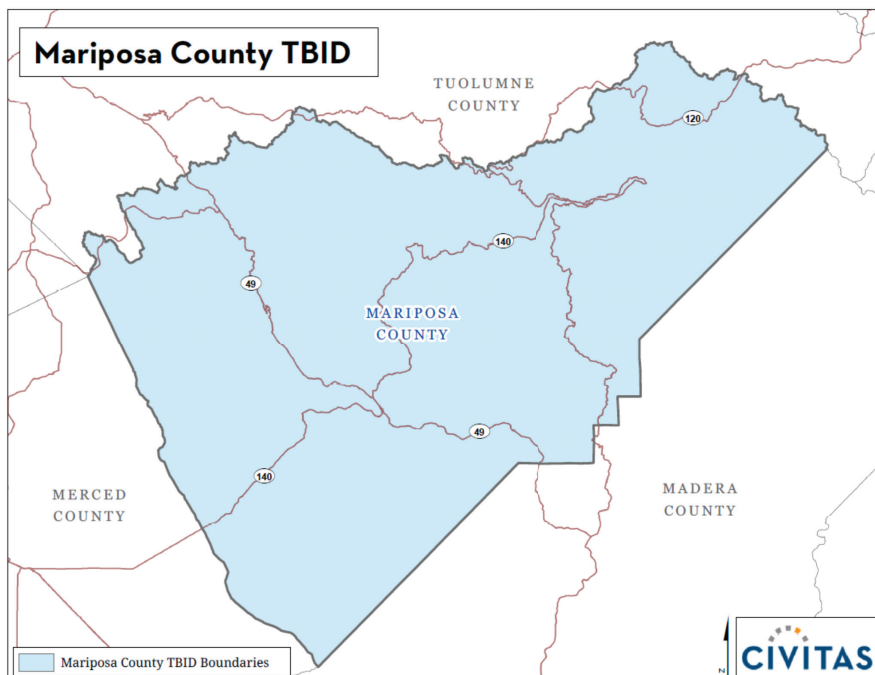 Mariposa County TBID
TUOLUMNE
COUNTY
120
140
49
MARIPOSA
COUNTY
49
140
MERCED
COUNTY
MADERA
COUNTY
Mariposa County TBID Boundaries
N
CIVITAS